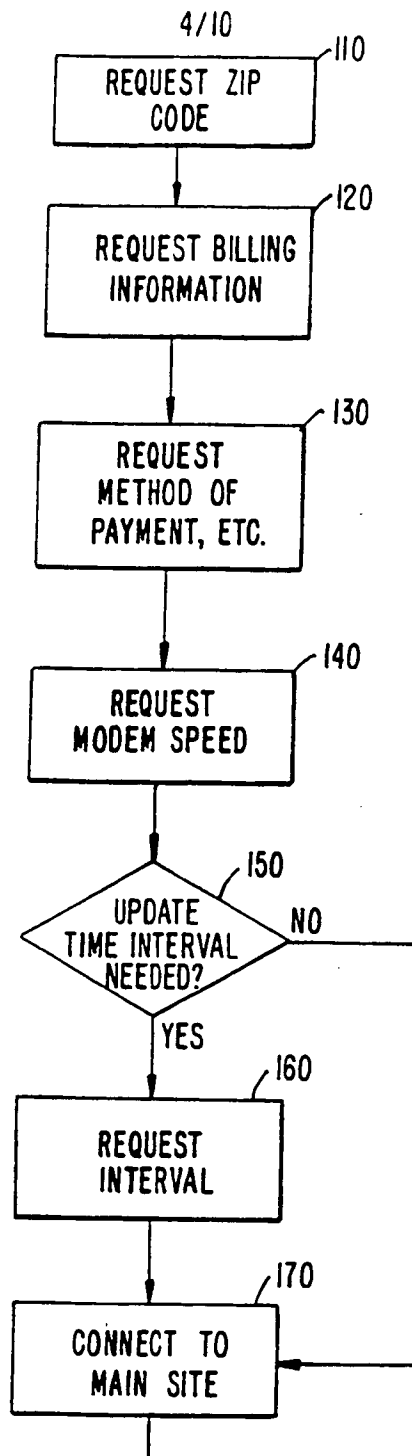 4/10
110
REQUEST ZIP
CODE
120
REQUEST BILLING
INFORMATION
130
REQUEST
METHOD OF
PAYMENT, ETC.
140
REQUEST
MODEM SPEED
150
UPDATE
TIME INTERVAL
NEEDED?
NO
YES
160
REQUEST
INTERVAL
170
CONNECT TO
MAIN SITE